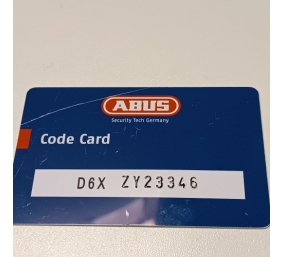 ABUS
Security Tech Germany
Code Card
D6X ZY23346